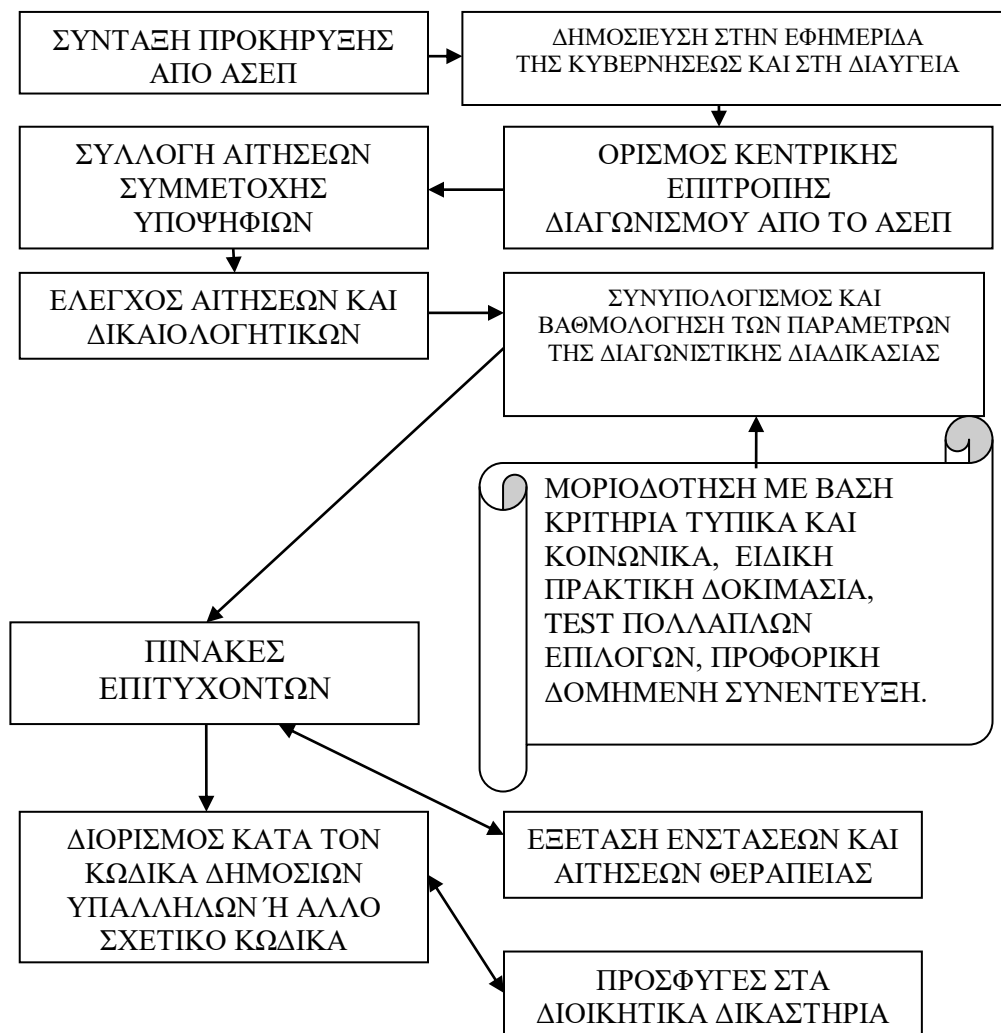 ΣΥΝΤΑΞΗ ΠΡΟΚΗΡΥΞΗΣ
ΑΠΟ ΑΣΕΠ
ΔΗΜΟΣΙΕΥΣΗ ΣΤΗΝ ΕΦΗΜΕΡΙΔΑ
ΤΗΣ ΚΥΒΕΡΝΗΣΕΩΣ ΚΑΙ ΣΤΗ ΔΙΑΥΓΕΙΑ
ΟΡΙΣΜΟΣ ΚΕΝΤΡΙΚΗΣ
ΕΠΙΤΡΟΠΗΣ
ΔΙΑΓΩΝΙΣΜΟΥ ΑΠΟ ΤΟ ΑΣΕΠ
ΣΥΛΛΟΓΗ ΑΙΤΗΣΕΩΝ
ΣΥΜΜΕΤΟΧΗΣ
ΥΠΟΨΗΦΙΩΝ
ΕΛΕΓΧΟΣ ΑΙΤΗΣΕΩΝ ΚΑΙ
ΔΙΚΑΙΟΛΟΓΗΤΙΚΩΝ
ΣΥΝΥΠΟΛΟΓΙΣΜΟΣ ΚΑΙ
ΒΑΘΜΟΛΟΓΗΣΗ ΤΩΝ ΠΑΡΑΜΕΤΡΩΝ
ΤΗΣ ΔΙΑΓΩΝΙΣΤΙΚΗΣ ΔΙΑΔΙΚΑΣΙΑΣ
ΜΟΡΙΟΔΟΤΗΣΗ ΜΕ ΒΑΣΗ
ΚΡΙΤΗΡΙΑ ΤΥΠΙΚΑ ΚΑΙ
ΚΟΙΝΩΝΙΚΑ, ΕΙΔΙΚΗ
ΠΡΑΚΤΙΚΗ ΔΟΚΙΜΑΣΙΑ,
TEST ΠΟΛΛΑΠΛΩΝ
ΕΠΙΛΟΓΩΝ, ΠΡΟΦΟΡΙΚΗ
ΔΟΜΗΜΕΝΗ ΣΥΝΕΝΤΕΥΞΗ.
ΠΙΝΑΚΕΣ
ΕΠΙΤΥΧΟΝΤΩΝ
ΔΙΟΡΙΣΜΟΣ ΚΑΤΑ ΤΟΝ
ΚΩΔΙΚΑ ΔΗΜΟΣΙΩΝ
ΥΠΑΛΛΗΛΩΝ Ή ΑΛΛΟ
ΣΧΕΤΙΚΟ ΚΩΔΙΚΑ
ΕΞΕΤΑΣΗ ΕΝΣΤΑΣΕΩΝ ΚΑΙ
ΑΙΤΗΣΕΩΝ ΘΕΡΑΠΕΙΑΣ
ΠΡΟΣΦΥΓΕΣ ΣΤΑ
ΔΙΟΙΚΗΤΙΚΑ ΔΙΚΑΣΤΗΡΙΑ